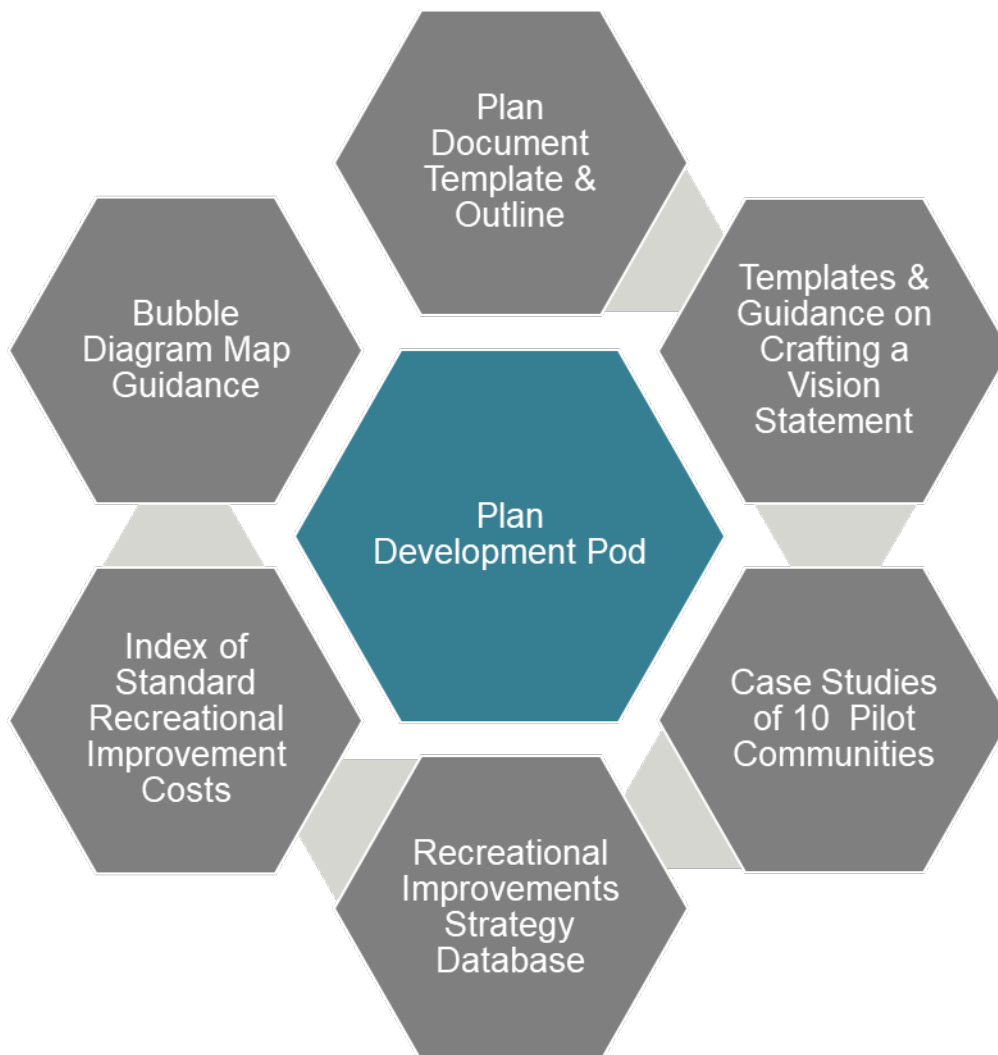 Plan
Document
Template &
Outline
Templates &
Guidance on
Crafting a
Vision
Statement
Case Studies
of 10  Pilot
Communities
Recreational
Improvements
Strategy
Database
Index of
Standard
Recreational
Improvement
Costs
Bubble
Diagram Map
Guidance
Plan
Development Pod